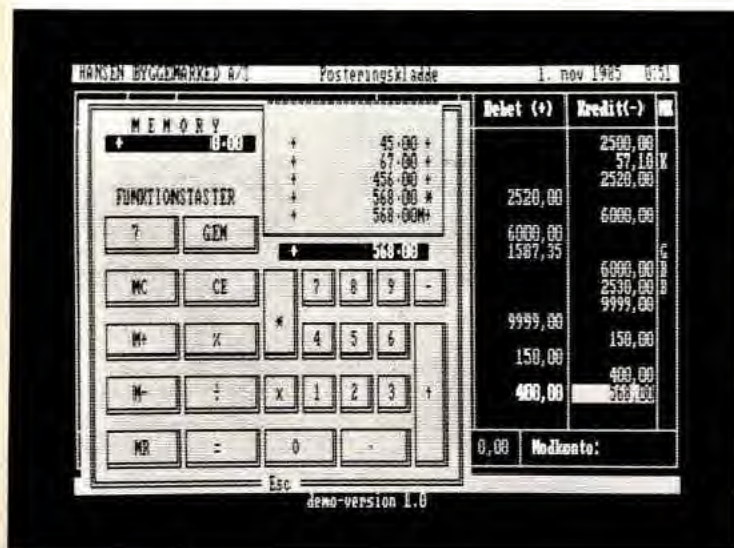 HANSEN BYGGEMARKED A/S Posteringskladde 1. nov 1985 0:51
MEMORY
+ 0.00
FUNKTIONSTASTER
? GEM
MC CE
M+ %
M- ÷
MR =
+ 45.00 +
+ 67.00 +
+ 456.00 +
+ 568.00 *
+ 568.00M+
+ 568.00
* 7 8 9 -
4 5 6
x 1 2 3 +
0 .
Esc
Debet (+) Kredit(-)
2500,00
57,10 K
2520,00
2520,00
6000,00
6000,00
1587,35 C
6000,00 B
2530,00 B
9999,00
9999,00
150,00
150,00
400,00
400,00 568,00
0,00 Modkonto:
demo-version 1.0